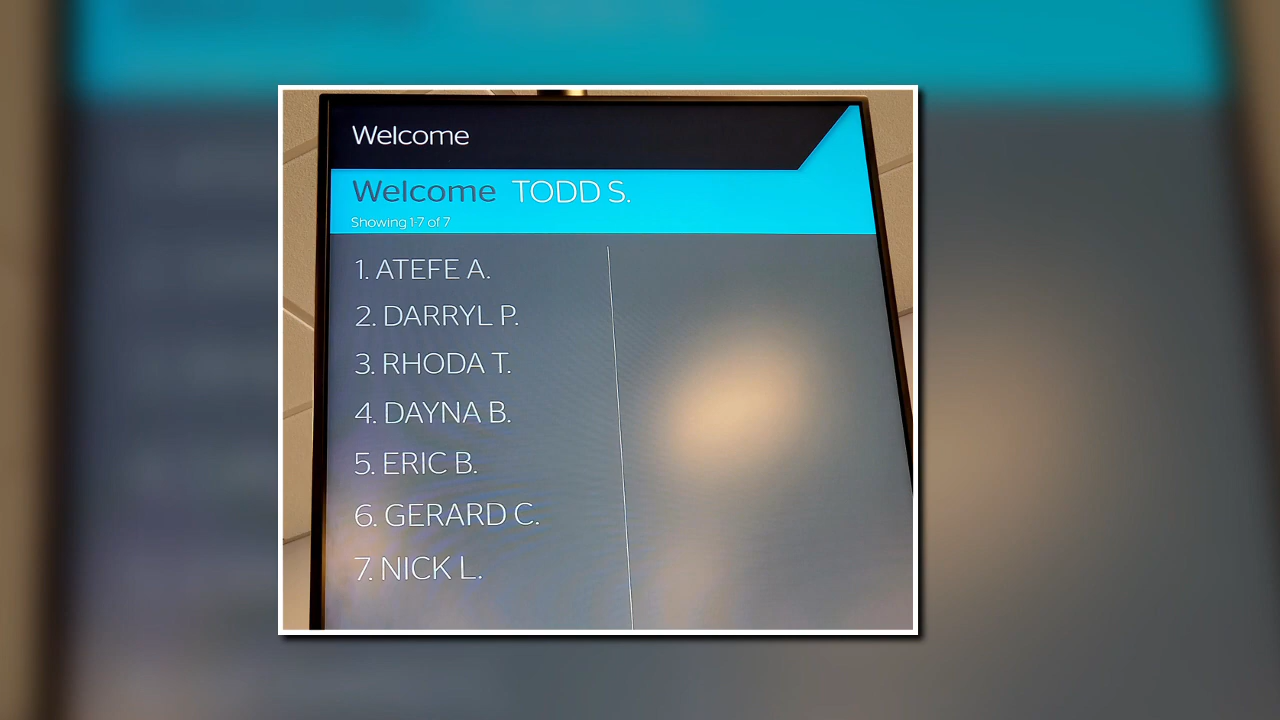 Welcome
Welcome TODD S.
Showing 1-7 of 7
1. ATEFE A.
2. DARRYL P.
3. RHODA T.
4. DAYNA B.
5. ERIC B.
6. GERARD C.
7. NICK L.